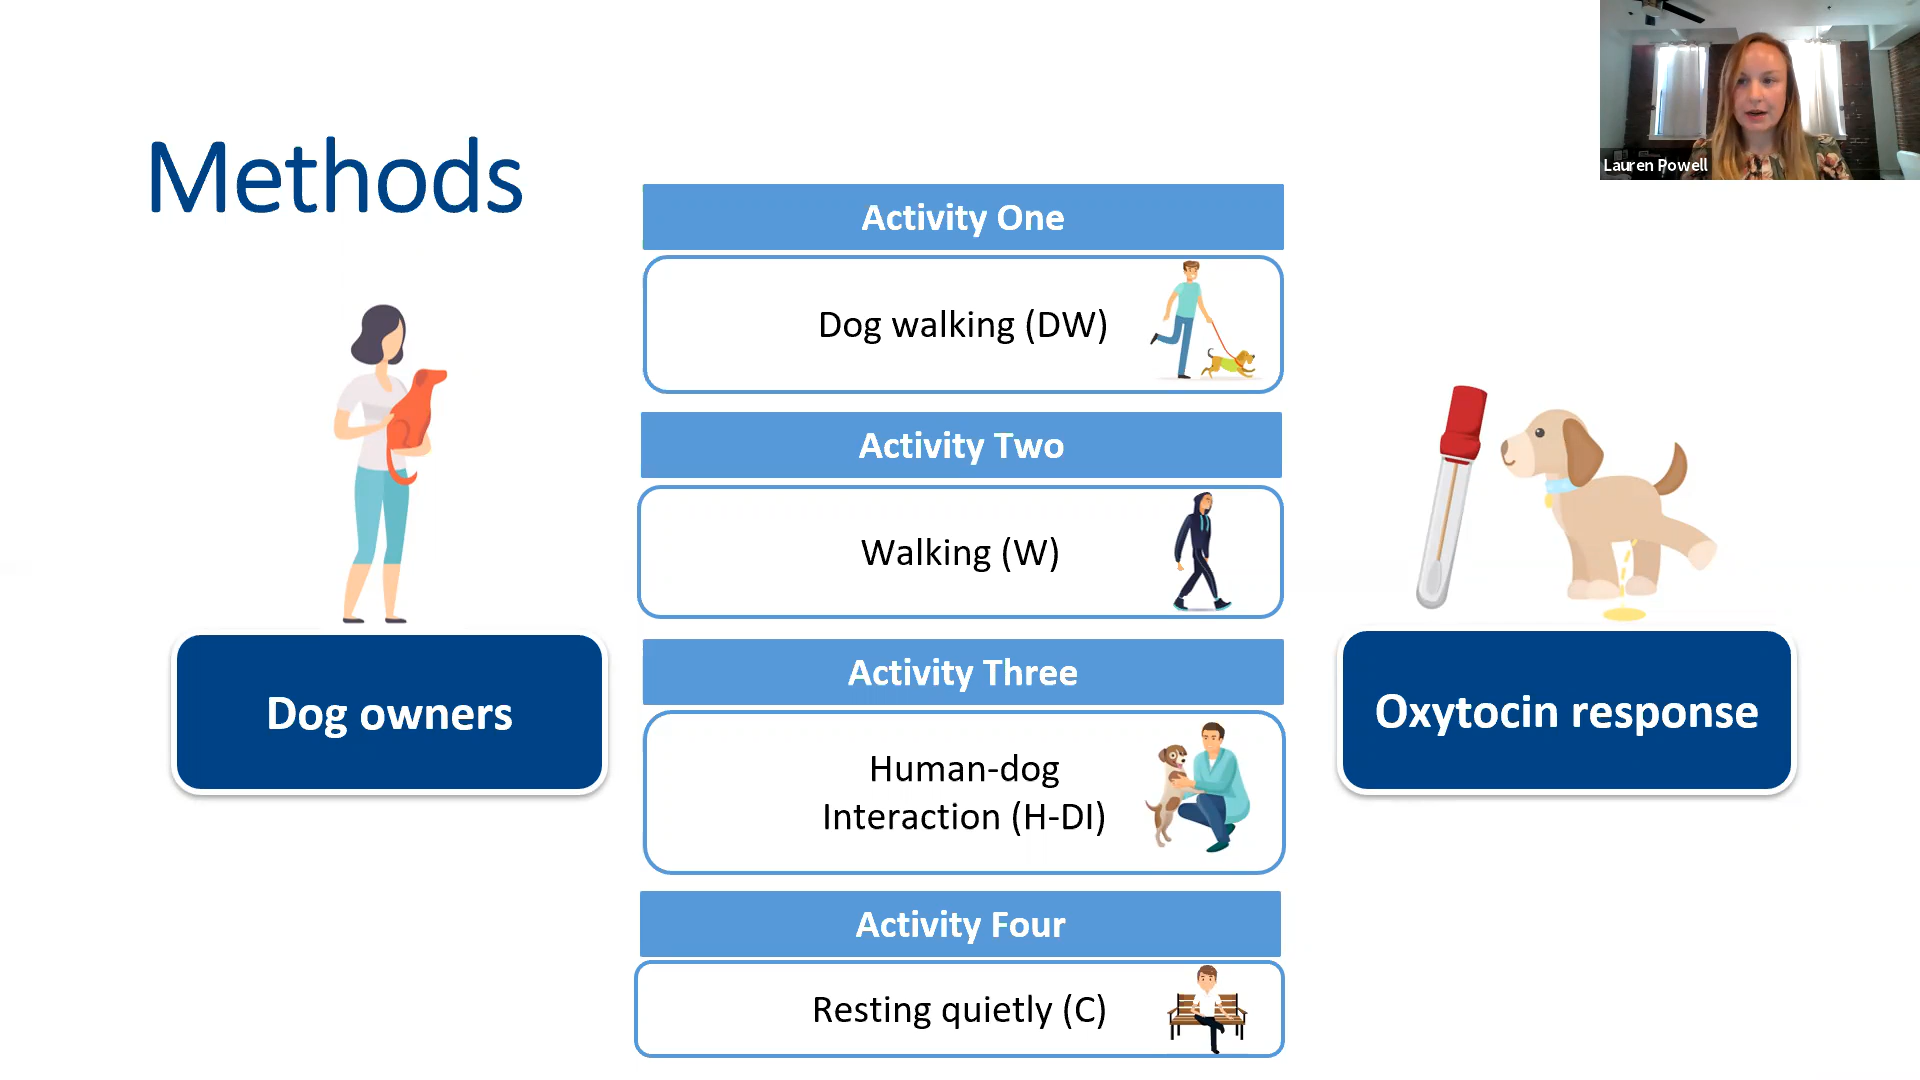 Methods
Lauren Powell
Activity One
Dog walking (DW)
Activity Two
Walking (W)
Activity Three
Human-dog
Interaction (H-DI)
Activity Four
Resting quietly (C)
Dog owners
Oxytocin response